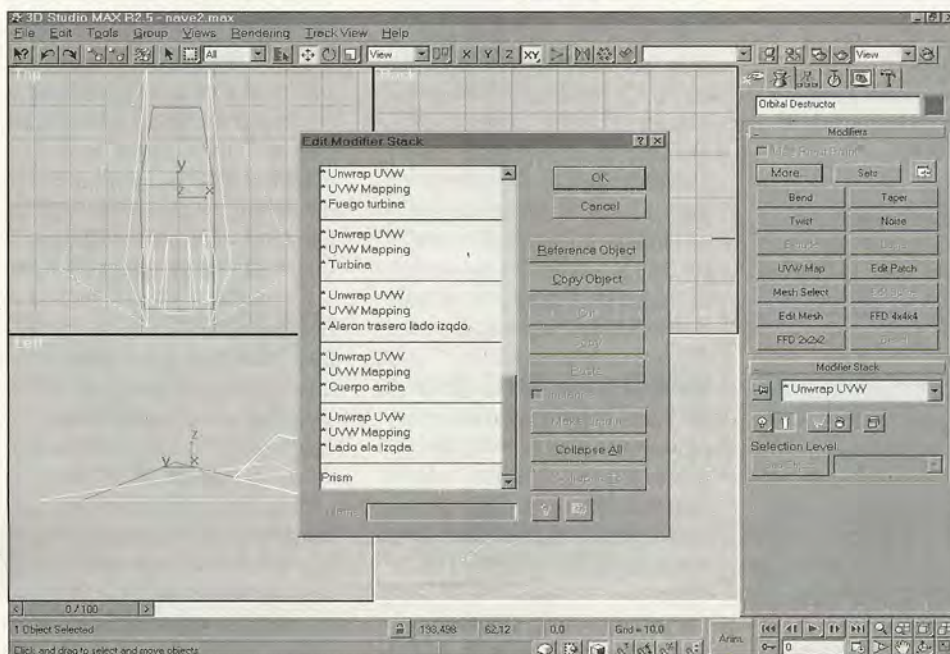 3D Studio MAX R2.5 - nave2.max
File Edit Tools Group Views Rendering Track View Help
All View XY View
X Y Z
Top
Back
Orbital Destructor
Edit Modifier Stack
* Unwrap UVW
* UVW Mapping
* Fuego turbina
* Unwrap UVW
* UVW Mapping
* Turbina
* Unwrap UVW
* UVW Mapping
* Aleron trasero lado izqdo.
* Unwrap UVW
* UVW Mapping
* Cuerpo arriba
* Unwrap UVW
* UVW Mapping
* Lado ala Izqda.
Prism
OK
Cancel
Reference Object
Copy Object
Copy
Paste
Collapse All
Name:
Modifiers
More... Sets
Bend Taper
Twist Noise
Extrude
UVW Map Edit Patch
Mesh Select Edit Spline
Edit Mesh FFD 4x4x4
FFD 2x2x2
Modifier Stack
* Unwrap UVW
Selection Level:
Left
y
z x
z
y x
0 / 100
1 Object Selected
193,498 62,12 0,0 Grid = 10,0
Anim
0
Click and drag to select and move objects